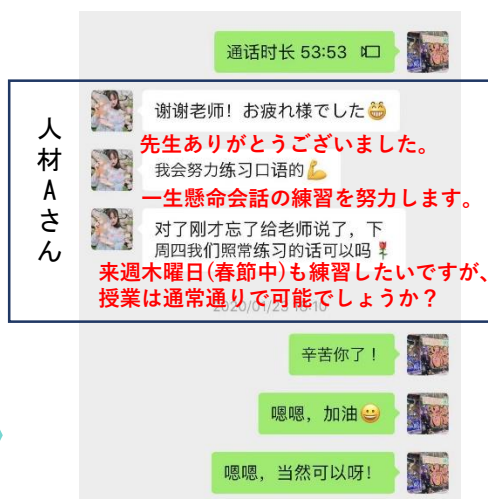 通话时长 53:53
人材Aさん
谢谢老师！お疲れ様でした😁
先生ありがとうございました。
我会努力练习口语的💪
一生懸命会話の練習を努力します。
对了刚才忘了给老师说了，下
周四我们照常练习的话可以吗🌹
来週木曜日(春節中)も練習したいですが、
授業は通常通りで可能でしょうか？
辛苦你了！
嗯嗯，加油😀
嗯嗯，当然可以呀!